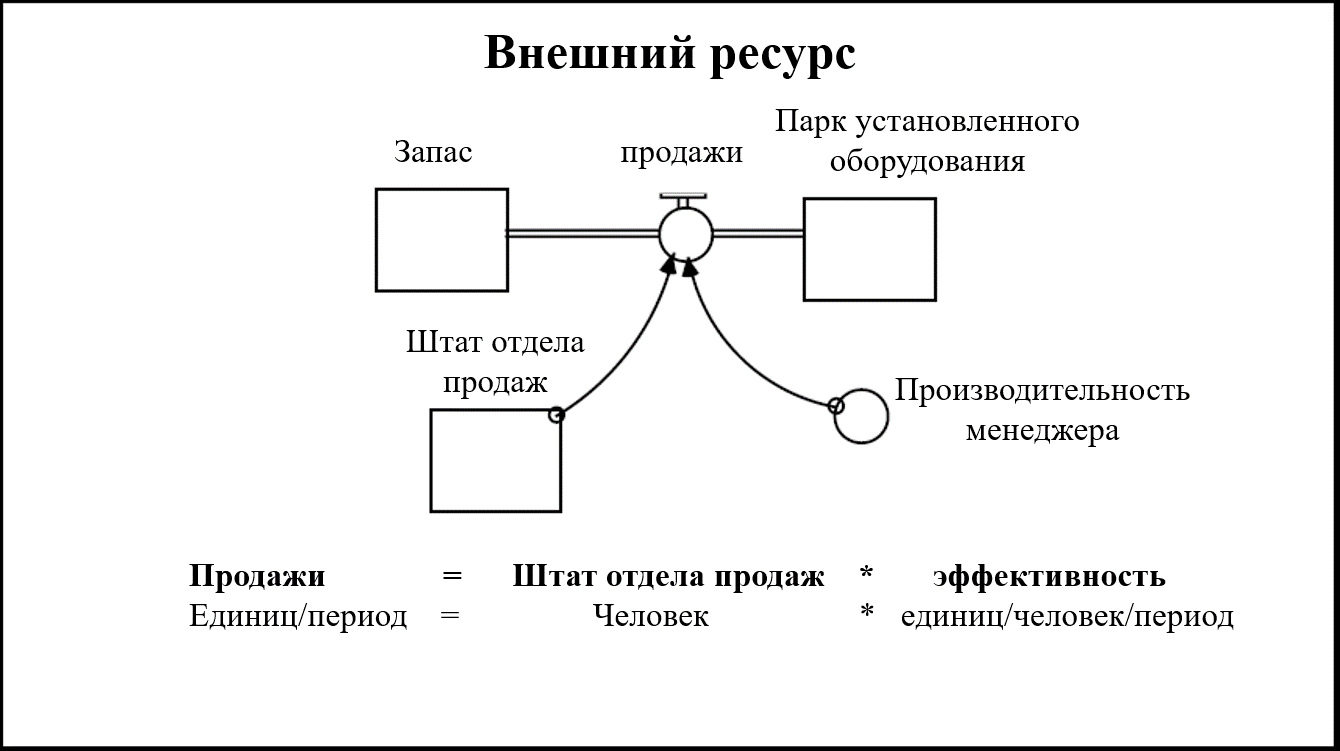 Внешний ресурс
Запас
продажи
Парк установленного
оборудования
Штат отдела
продаж
Производительность
менеджера
Продажи = Штат отдела продаж * эффективность
Единиц/период = Человек * единиц/человек/период